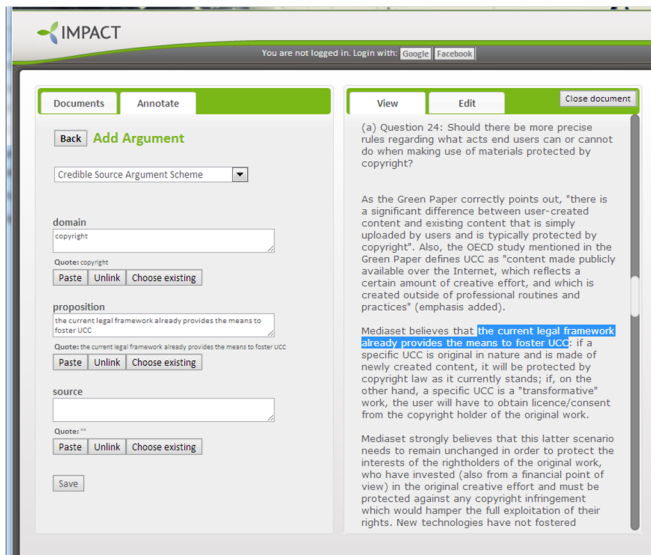 IMPACT
You are not logged in. Login with: Google Facebook
Documents
Annotate
Back Add Argument
Credible Source Argument Scheme
domain
copyright
Quote: copyright
Paste Unlink Choose existing
proposition
the current legal framework already provides the means to
foster UCC
Quote: the current legal framework already provides the means to foster UCC
Paste Unlink Choose existing
source
Quote: ""
Paste Unlink Choose existing
Save
View
Edit
Close document
(a) Question 24: Should there be more precise
rules regarding what acts end users can or cannot
do when making use of materials protected by
copyright?
As the Green Paper correctly points out, "there is
a significant difference between user-created
content and existing content that is simply
uploaded by users and is typically protected by
copyright". Also, the OECD study mentioned in the
Green Paper defines UCC as "content made publicly
available over the Internet, which reflects a
certain amount of creative effort, and which is
created outside of professional routines and
practices" (emphasis added).
Mediaset believes that the current legal framework
already provides the means to foster UCC: if a
specific UCC is original in nature and is made of
newly created content, it will be protected by
copyright law as it currently stands; if, on the
other hand, a specific UCC is a "transformative"
work, the user will have to obtain licence/consent
from the copyright holder of the original work.
Mediaset strongly believes that this latter scenario
needs to remain unchanged in order to protect the
interests of the rightholders of the original work,
who have invested (also from a financial point of
view) in the original creative effort and must be
protected against any copyright infringement
which would hamper the full exploitation of their
rights. New technologies have not fostered